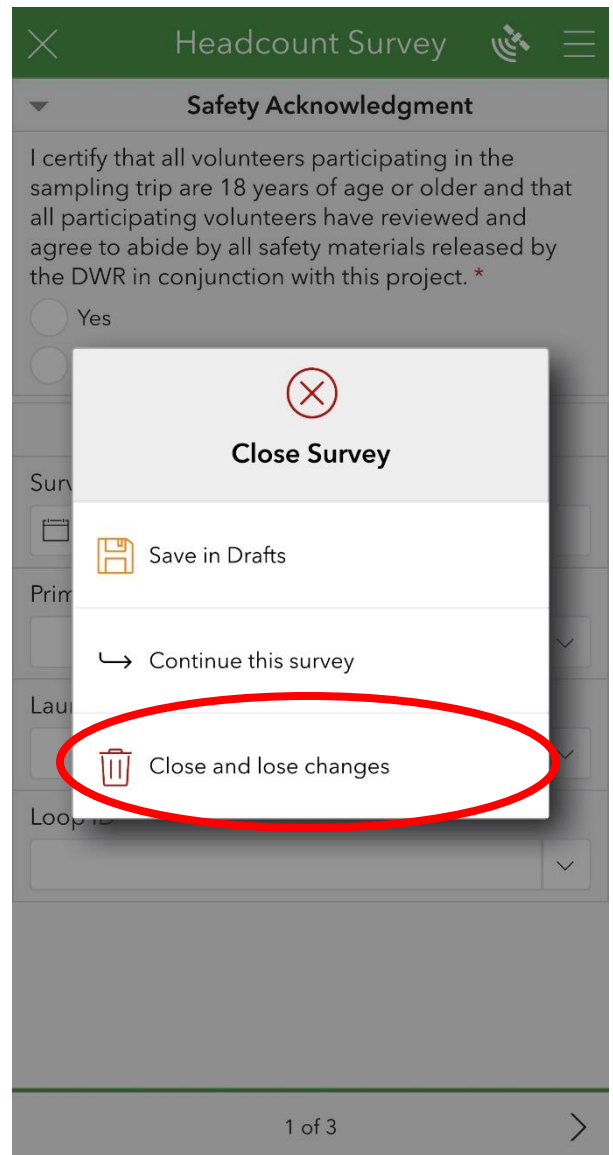 Headcount Survey
Safety Acknowledgment
I certify that all volunteers participating in the
sampling trip are 18 years of age or older and that
all participating volunteers have reviewed and
agree to abide by all safety materials released by
the DWR in conjunction with this project. *
Yes
Close Survey
Save in Drafts
Continue this survey
Close and lose changes
Loop ID
1 of 3